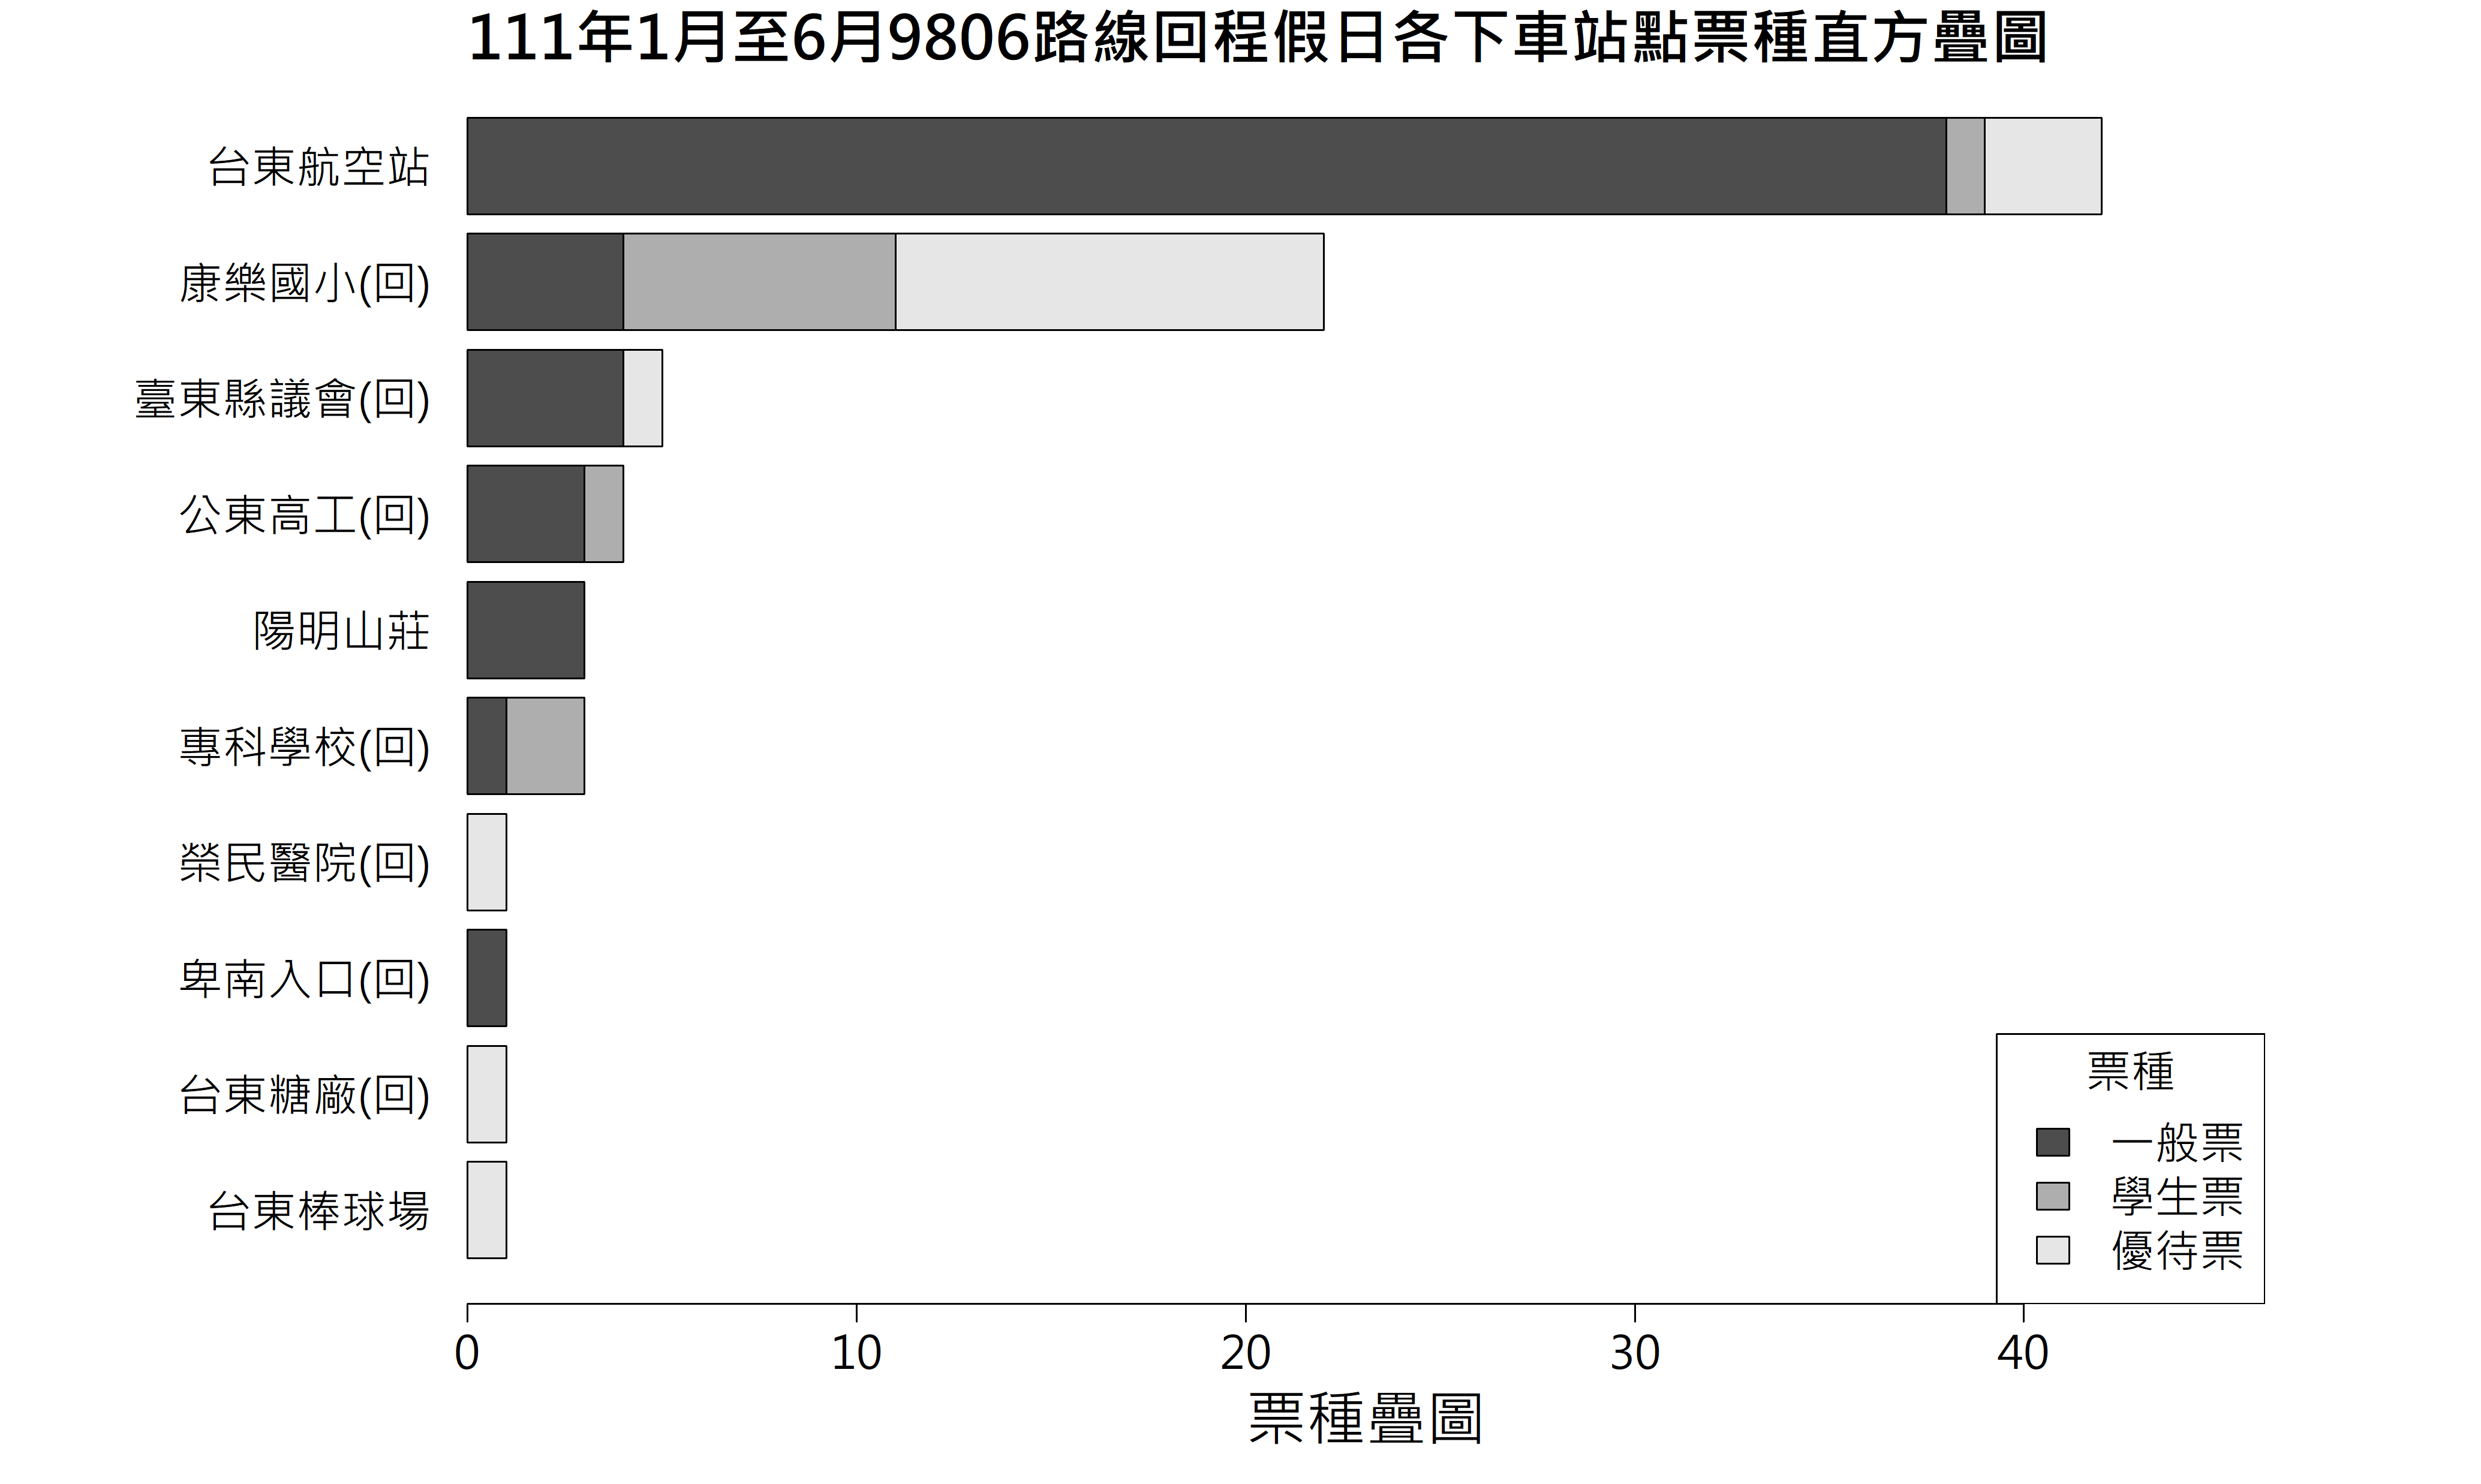 111年1月至6月9806路線回程假日各下車站點票種直方疊圖
台東航空站
康樂國小(回)
臺東縣議會(回)
公東高工(回)
陽明山莊
專科學校(回)
榮民醫院(回)
卑南入口(回)
台東糖廠(回)
台東棒球場
票種
一般票
學生票
優待票
0 10 20 30 40
票種疊圖